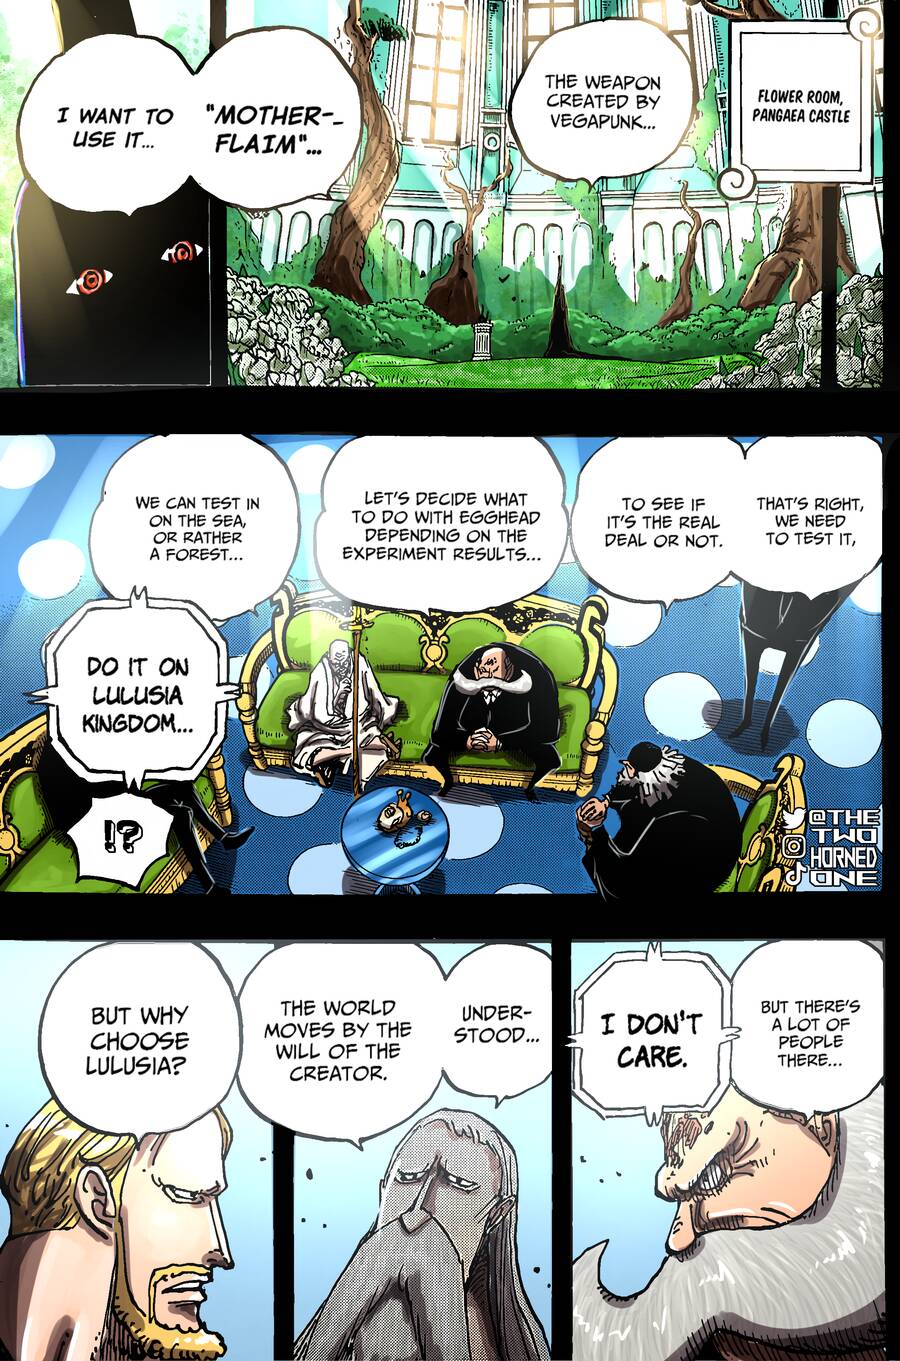 FLOWER ROOM,
PANGAEA CASTLE
THE WEAPON
CREATED BY
VEGAPUNK...
"MOTHER-
FLAIM"...
I WANT TO
USE IT...
THAT'S RIGHT,
WE NEED
TO TEST IT,
TO SEE IF
IT'S THE REAL
DEAL OR NOT.
LET'S DECIDE WHAT
TO DO WITH EGGHEAD
DEPENDING ON THE
EXPERIMENT RESULTS...
WE CAN TEST IN
ON THE SEA,
OR RATHER
A FOREST...
DO IT ON
LULUSIA
KINGDOM...
!?
@THE
TWO
HORNED
ONE
BUT THERE'S
A LOT OF
PEOPLE
THERE...
I DON'T
CARE.
UNDER-
STOOD...
THE WORLD
MOVES BY THE
WILL OF THE
CREATOR.
BUT WHY
CHOOSE
LULUSIA?